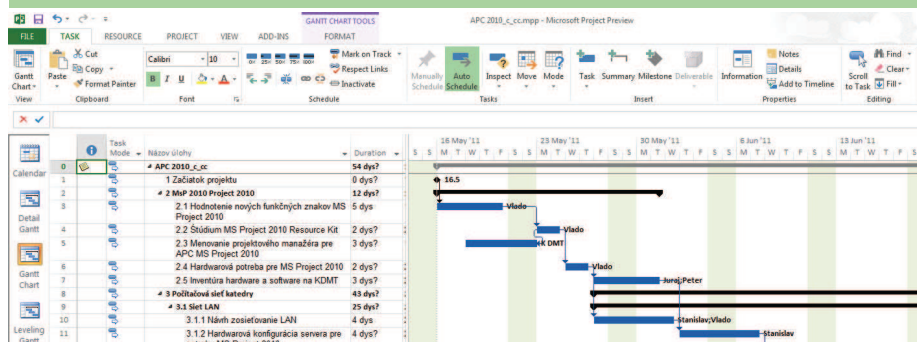 GANTT CHART TOOLS
APC 2010_c_cc.mpp - Microsoft Project Preview
FILE TASK RESOURCE PROJECT VIEW ADD-INS FORMAT
Gantt Chart
View
Paste
Cut
Copy
Format Painter
Clipboard
Calibri 10
B I U A
Font
0% 25% 50% 75% 100%
Mark on Track
Respect Links
Inactivate
Schedule
Manually Schedule
Auto Schedule
Inspect Move Mode
Tasks
Task Summary Milestone Deliverable
Insert
Information
Notes
Details
Add to Timeline
Properties
Scroll to Task
Find
Clear
Fill
Editing
Task Mode Názov úlohy Duration
16 May '11 23 May '11 30 May '11 6 Jun '11 13 Jun '11
S S M T W T F S S M T W T F S S M T W T F S S M T W T F S S M T W T F S
Calendar
Detail Gantt
Gantt Chart
Leveling Gantt
0 APC 2010_c_cc 54 dys?
1 1 Začiatok projektu 0 dys? 16.5
2 2 MsP 2010 Project 2010 12 dys?
3 2.1 Hodnotenie nových funkčných znakov MS Project 2010 5 dys Vlado
4 2.2 Štúdium MS Project 2010 Resource Kit 2 dys? Vlado
5 2.3 Menovanie projektového manažéra pre APC MS Project 2010 3 dys? K DMT
6 2.4 Hardwarová potreba pre MS Project 2010 2 dys? Vlado
7 2.5 Inventúra hardware a software na KDMT 3 dys? Juraj;Peter
8 3 Počítačová sieť katedry 43 dys?
9 3.1 Sieť LAN 25 dys?
10 3.1.1 Návrh zosieťovanie LAN 4 dys Stanislav;Vlado
11 3.1.2 Hardwarová konfigurácia servera pre 4 dys? Stanislav